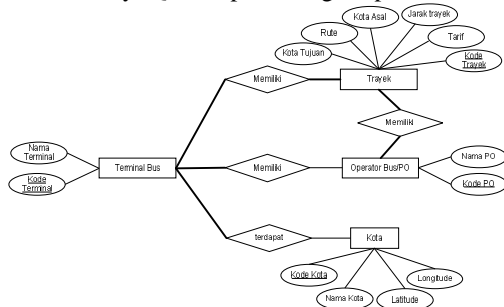 Kota Asal
Jarak trayek
Rute
Tarif
Kota Tujuan
Kode
Trayek
Memiliki
Trayek
Memiliki
Nama
Terminal
Nama PO
Terminal Bus
Memiliki
Operator Bus/PO
Kode
Terminal
Kode PO
terdapat
Kota
Kode Kota
Longitude
Nama Kota
Latitude